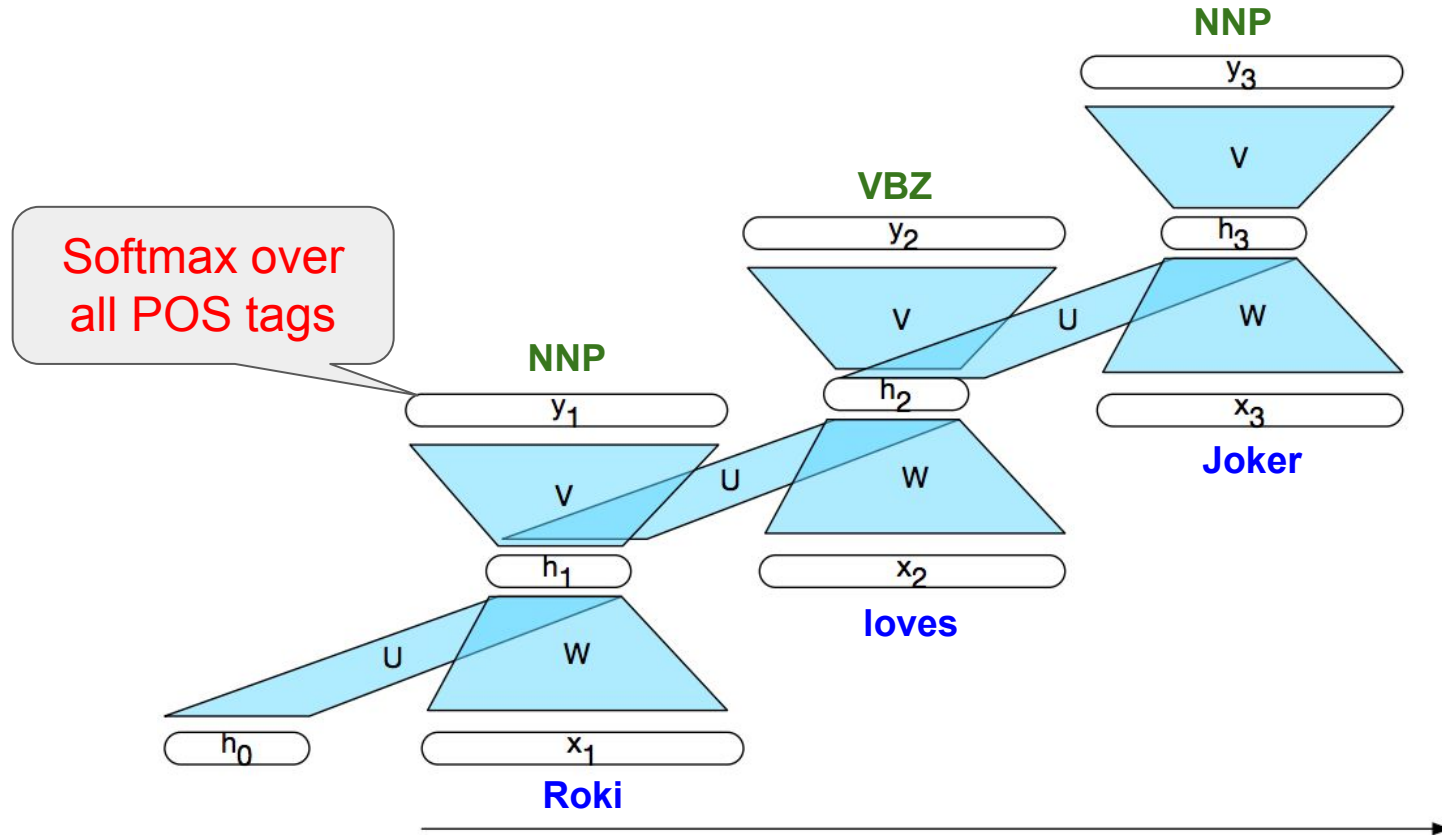 NNP
y3
V
h3
U
W
x3
Joker
VBZ
y2
V
h2
U
W
x2
loves
Softmax over
all POS tags
NNP
y1
V
h1
U
W
h0
x1
Roki